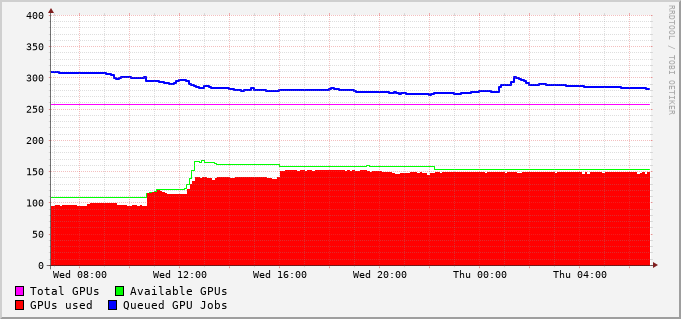 400
350
300
250
200
150
100
50
0
Wed 08:00 Wed 12:00 Wed 16:00 Wed 20:00 Thu 00:00 Thu 04:00
Total GPUs Available GPUs
GPUs used Queued GPU Jobs
RRDTOOL / TOBI OETIKER